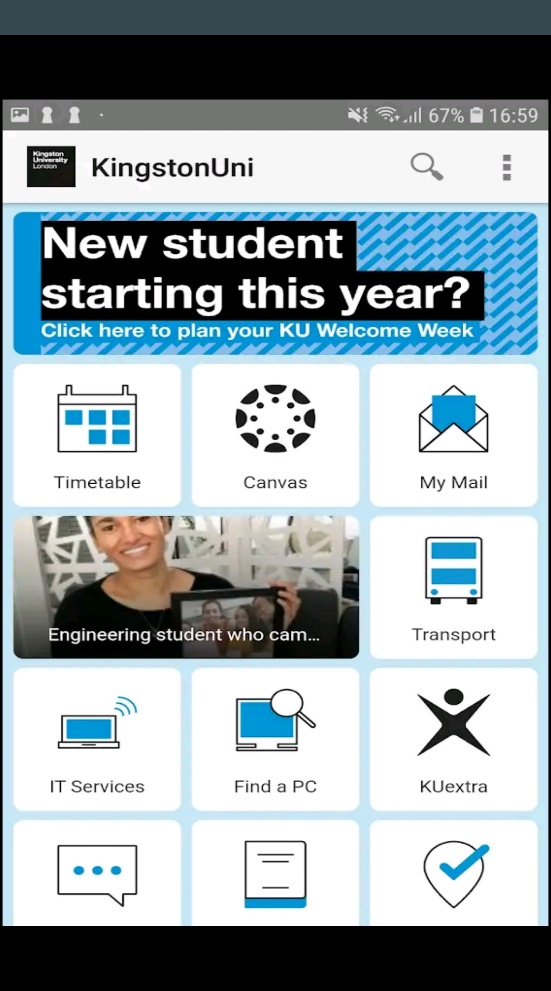 67% 16:59
Kingston
University
London
KingstonUni
New student
starting this year?
Click here to plan your KU Welcome Week
Timetable
Canvas
My Mail
Engineering student who cam...
Transport
IT Services
Find a PC
KUextra